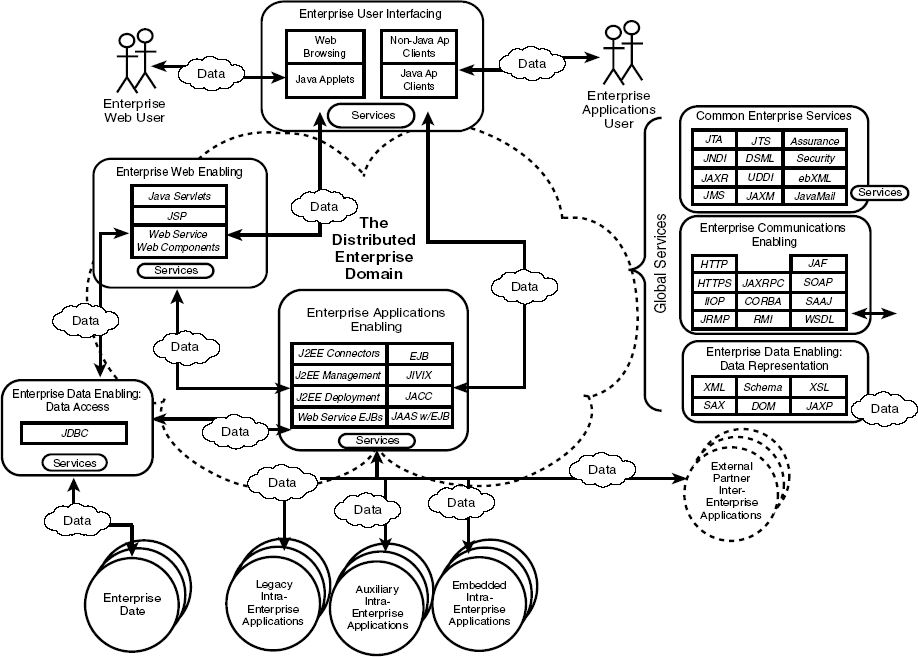 Enterprise User Interfacing
Web
Browsing
Non-Java Ap
Clients
Java Applets
Java Ap
Clients
Services
Data
Data
Enterprise
Web User
Enterprise
Applications
User
Common Enterprise Services
JTA
JTS
Assurance
JNDI
DSML
Security
JAXR
UDDI
ebXML
JMS
JAXM
JavaMail
Services
Enterprise Web Enabling
Java Servlets
JSP
Web Service
Web Components
Services
Data
The
Distributed
Enterprise
Domain
Global Services
Enterprise Communications
Enabling
HTTP
JAF
HTTPS
JAXRPC
SOAP
IIOP
CORBA
SAAJ
JRMP
RMI
WSDL
Data
Data
Data
Enterprise Applications
Enabling
J2EE Connectors
EJB
J2EE Management
JIVIX
J2EE Deployment
JACC
Web Service EJBs
JAAS w/EJB
Services
Enterprise Data Enabling:
Data Representation
XML
Schema
XSL
SAX
DOM
JAXP
Data
Enterprise Data Enabling:
Data Access
JDBC
Services
Data
Data
Data
Data
Data
Data
External
Partner
Inter-
Enterprise
Applications
Enterprise
Date
Legacy
Intra-
Enterprise
Applications
Auxiliary
Intra-
Enterprise
Applications
Embedded
Intra-
Enterprise
Applications